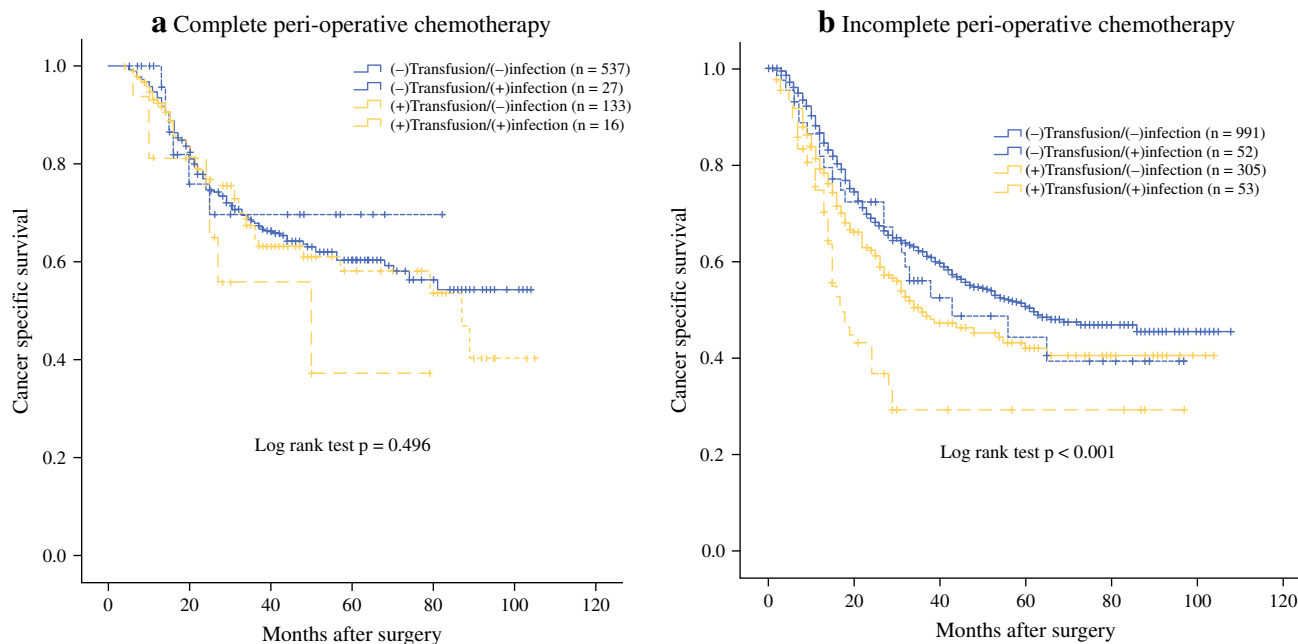 a Complete peri-operative chemotherapy
1.0
0.8
0.6
0.4
0.2
0.0
Cancer specific survival
(–)Transfusion/(–)infection (n = 537)
(–)Transfusion/(+)infection (n = 27)
(+)Transfusion/(–)infection (n = 133)
(+)Transfusion/(+)infection (n = 16)
Log rank test p = 0.496
0 20 40 60 80 100 120
Months after surgery
b Incomplete peri-operative chemotherapy
1.0
0.8
0.6
0.4
0.2
0.0
Cancer specific survival
(–)Transfusion/(–)infection (n = 991)
(–)Transfusion/(+)infection (n = 52)
(+)Transfusion/(–)infection (n = 305)
(+)Transfusion/(+)infection (n = 53)
Log rank test p < 0.001
0 20 40 60 80 100 120
Months after surgery